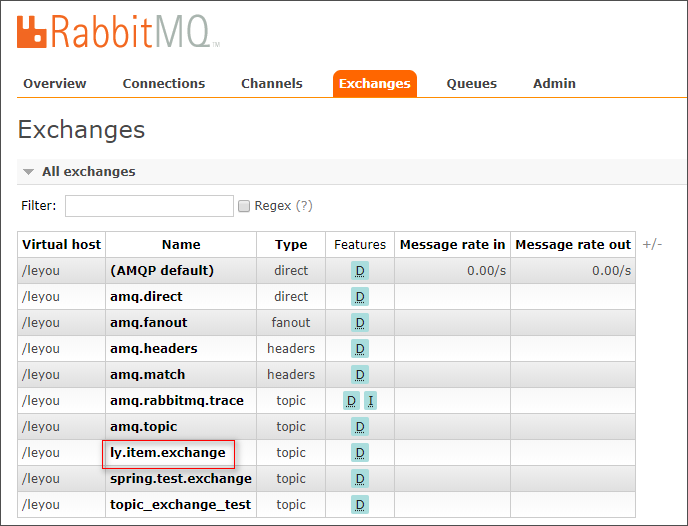 RabbitMQ™
Overview Connections Channels Exchanges Queues Admin
Exchanges
All exchanges
Filter: Regex (?)
Virtual host Name Type Features Message rate in Message rate out +/-
/leyou (AMQP default) direct D 0.00/s 0.00/s
/leyou amq.direct direct D
/leyou amq.fanout fanout D
/leyou amq.headers headers D
/leyou amq.match headers D
/leyou amq.rabbitmq.trace topic D I
/leyou amq.topic topic D
/leyou ly.item.exchange topic D
/leyou spring.test.exchange topic D
/leyou topic_exchange_test topic D